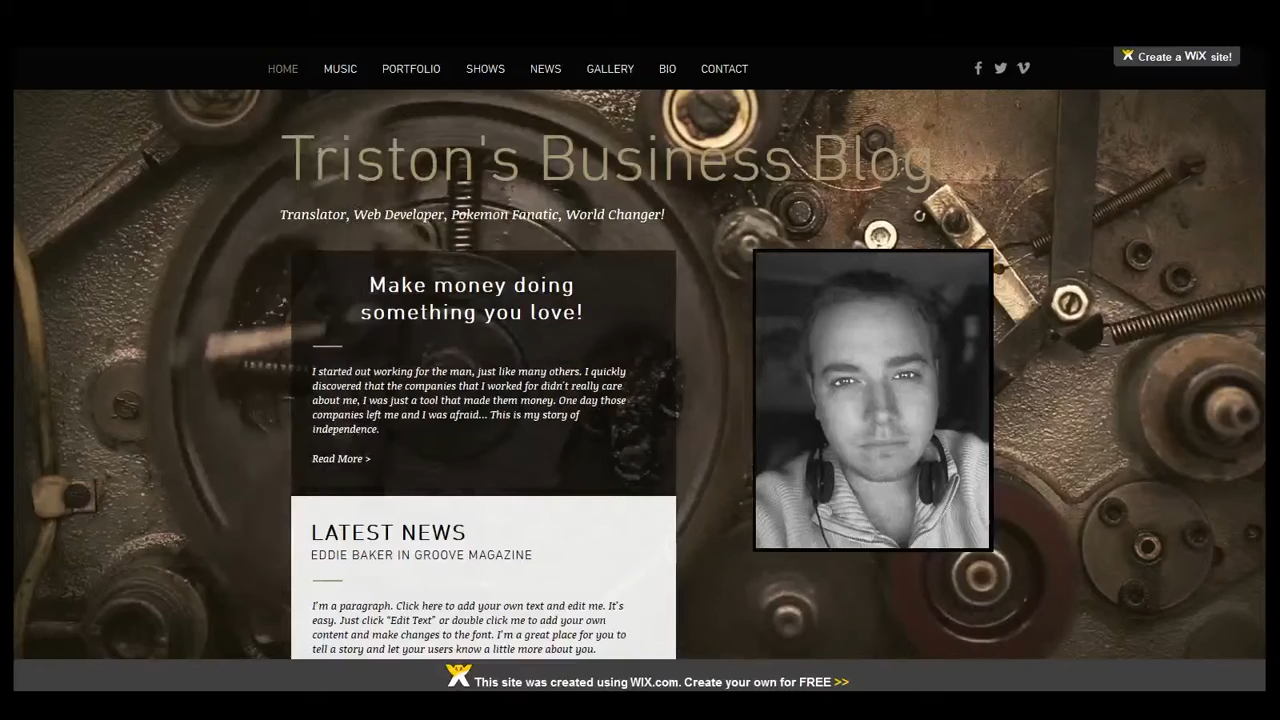 HOME MUSIC PORTFOLIO SHOWS NEWS GALLERY BIO CONTACT
Create a WiX site!
Triston's Business Blog
Translator, Web Developer, Pokemon Fanatic, World Changer!
Make money doing
something you love!
I started out working for the man, just like many others. I quickly
discovered that the companies that I worked for didn't really care
about me, I was just a tool that made them money. One day those
companies left me and I was afraid... This is my story of
independence.
Read More >
LATEST NEWS
EDDIE BAKER IN GROOVE MAGAZINE
I'm a paragraph. Click here to add your own text and edit me. It's
easy. Just click "Edit Text" or double click me to add your own
content and make changes to the font. I'm a great place for you to
tell a story and let your users know a little more about you.
This site was created using WIX.com. Create your own for FREE >>